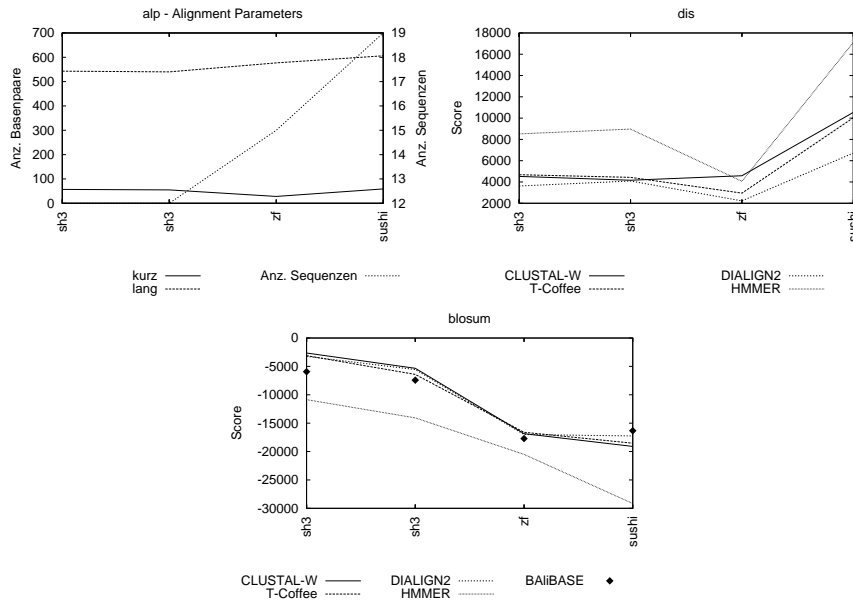 alp - Alignment Parameters
700
600
500
400
300
200
100
0
Anz. Basenpaare
19
18
17
16
15
14
13
12
Anz. Sequenzen
sh3
sh3
zf
sushi
kurz
lang
Anz. Sequenzen
dis
18000
16000
14000
12000
10000
8000
6000
4000
2000
Score
sh3
sh3
zf
sushi
CLUSTAL-W
T-Coffee
DIALIGN2
HMMER
blosum
0
-5000
-10000
-15000
-20000
-25000
-30000
Score
sh3
sh3
zf
sushi
CLUSTAL-W
T-Coffee
DIALIGN2
HMMER
BAliBASE